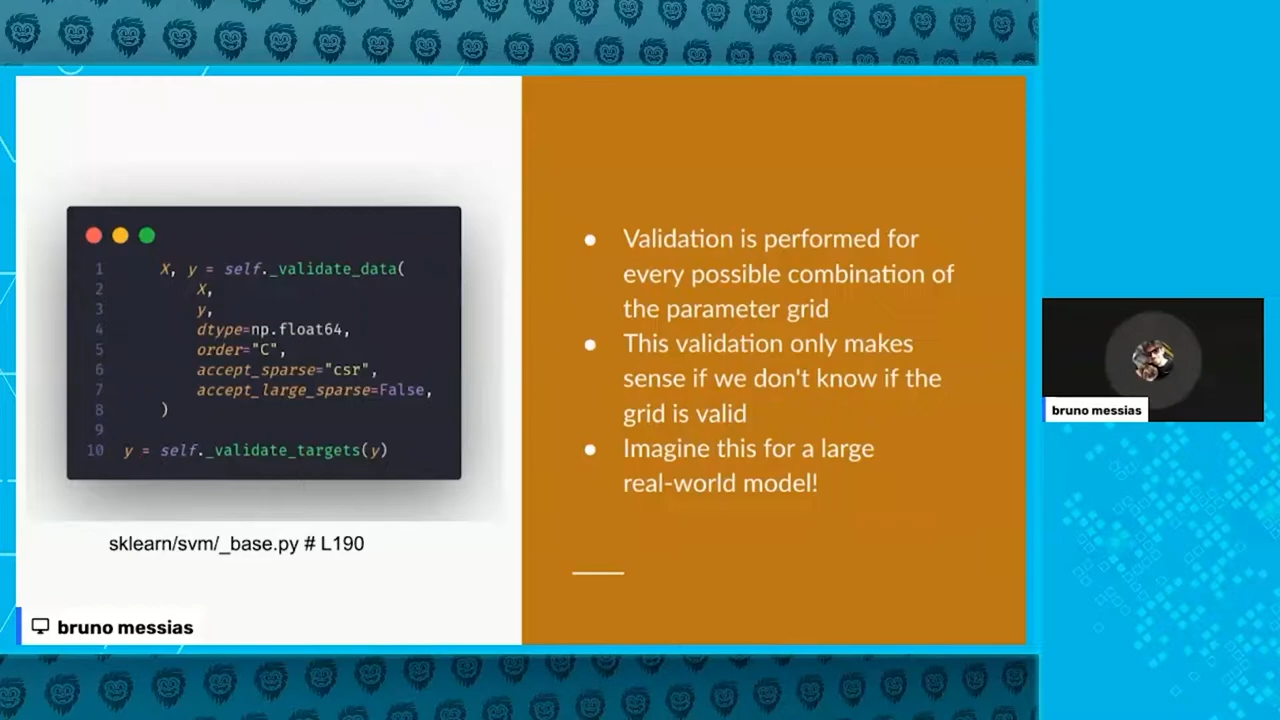 1 X, y = self._validate_data(
2 X,
3 y,
4 dtype=np.float64,
5 order="C",
6 accept_sparse="csr",
7 accept_large_sparse=False,
8 )
9
10 y = self._validate_targets(y)
sklearn/svm/_base.py # L190
● Validation is performed for
every possible combination of
the parameter grid
● This validation only makes
sense if we don't know if the
grid is valid
● Imagine this for a large
real-world model!
bruno messias
bruno messias